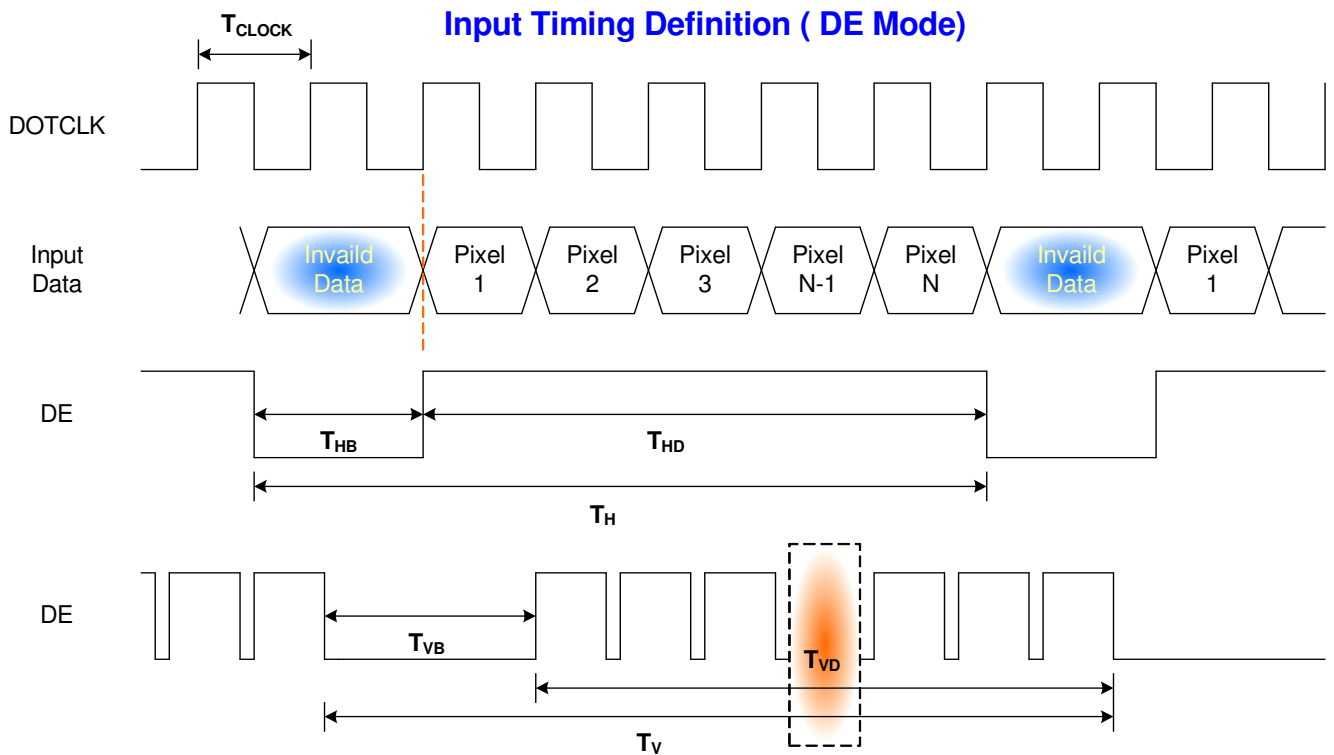 Input Timing Definition ( DE Mode)
TCLOCK
DOTCLK
Input
Data
Invaild
Data
Pixel
1
Pixel
2
Pixel
3
Pixel
N-1
Pixel
N
Invaild
Data
Pixel
1
DE
THB
THD
TH
DE
TVB
TVD
TV